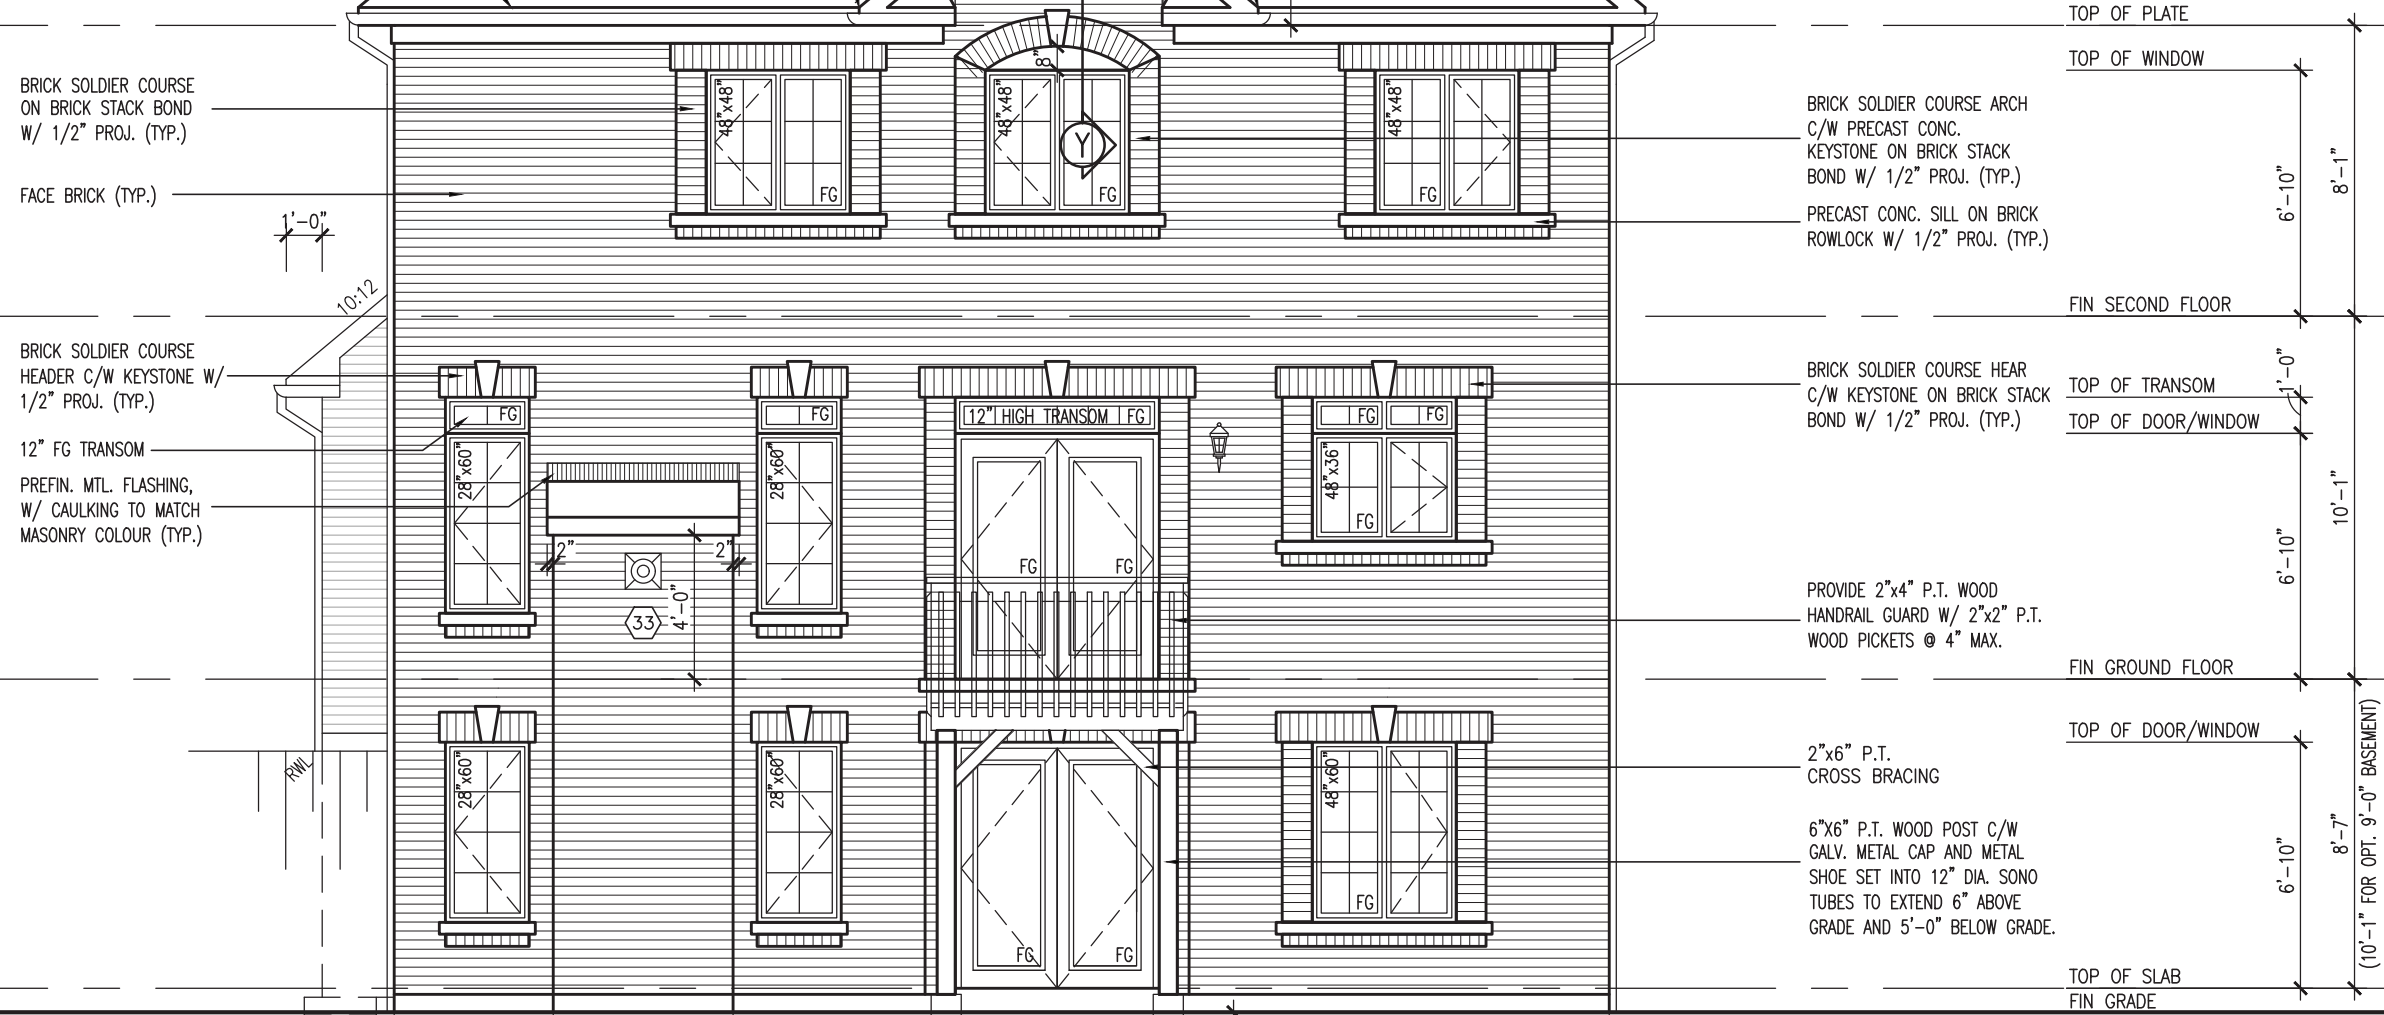 BRICK SOLDIER COURSE
ON BRICK STACK BOND
W/ 1/2" PROJ. (TYP.)
FACE BRICK (TYP.)
1'-0"
10:12
BRICK SOLDIER COURSE
HEADER C/W KEYSTONE W/
1/2" PROJ. (TYP.)
12" FG TRANSOM
PREFIN. MTL. FLASHING,
W/ CAULKING TO MATCH
MASONRY COLOUR (TYP.)
RWL
48"x48"
FG
8"
48"x48"
Y
FG
48"x48"
FG
FG
28"x60"
FG
28"x60"
12" HIGH TRANSOM FG
FG
FG
FG
FG
48"x36"
FG
2"
2"
33
4'-0"
28"x60"
28"x60"
FG
FG
48"x60"
FG
BRICK SOLDIER COURSE ARCH
C/W PRECAST CONC.
KEYSTONE ON BRICK STACK
BOND W/ 1/2" PROJ. (TYP.)
PRECAST CONC. SILL ON BRICK
ROWLOCK W/ 1/2" PROJ. (TYP.)
BRICK SOLDIER COURSE HEAR
C/W KEYSTONE ON BRICK STACK
BOND W/ 1/2" PROJ. (TYP.)
PROVIDE 2"x4" P.T. WOOD
HANDRAIL GUARD W/ 2"x2" P.T.
WOOD PICKETS @ 4" MAX.
2"x6" P.T.
CROSS BRACING
6"X6" P.T. WOOD POST C/W
GALV. METAL CAP AND METAL
SHOE SET INTO 12" DIA. SONO
TUBES TO EXTEND 6" ABOVE
GRADE AND 5'-0" BELOW GRADE.
TOP OF PLATE
TOP OF WINDOW
6'-10"
8'-1"
FIN SECOND FLOOR
1'-0"
TOP OF TRANSOM
TOP OF DOOR/WINDOW
6'-10"
10'-1"
FIN GROUND FLOOR
TOP OF DOOR/WINDOW
6'-10"
8'-7"
(10'-1" FOR OPT. 9'-0" BASEMENT)
TOP OF SLAB
FIN GRADE